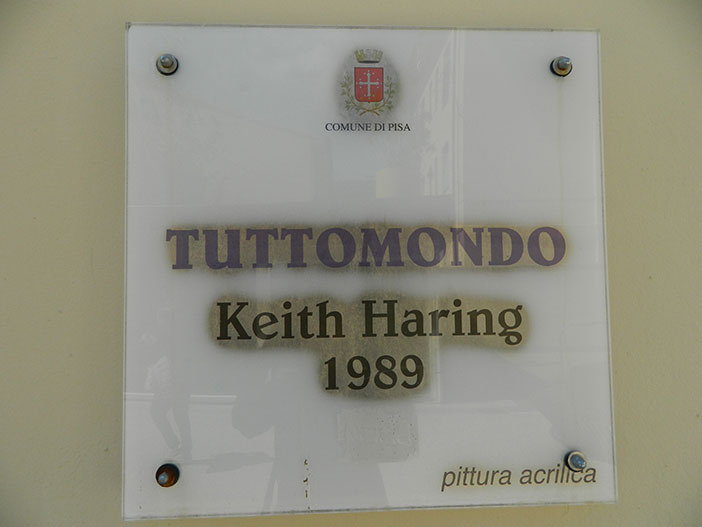 COMUNE DI PISA
TUTTOMONDO
Keith Haring
1989
pittura acrilica